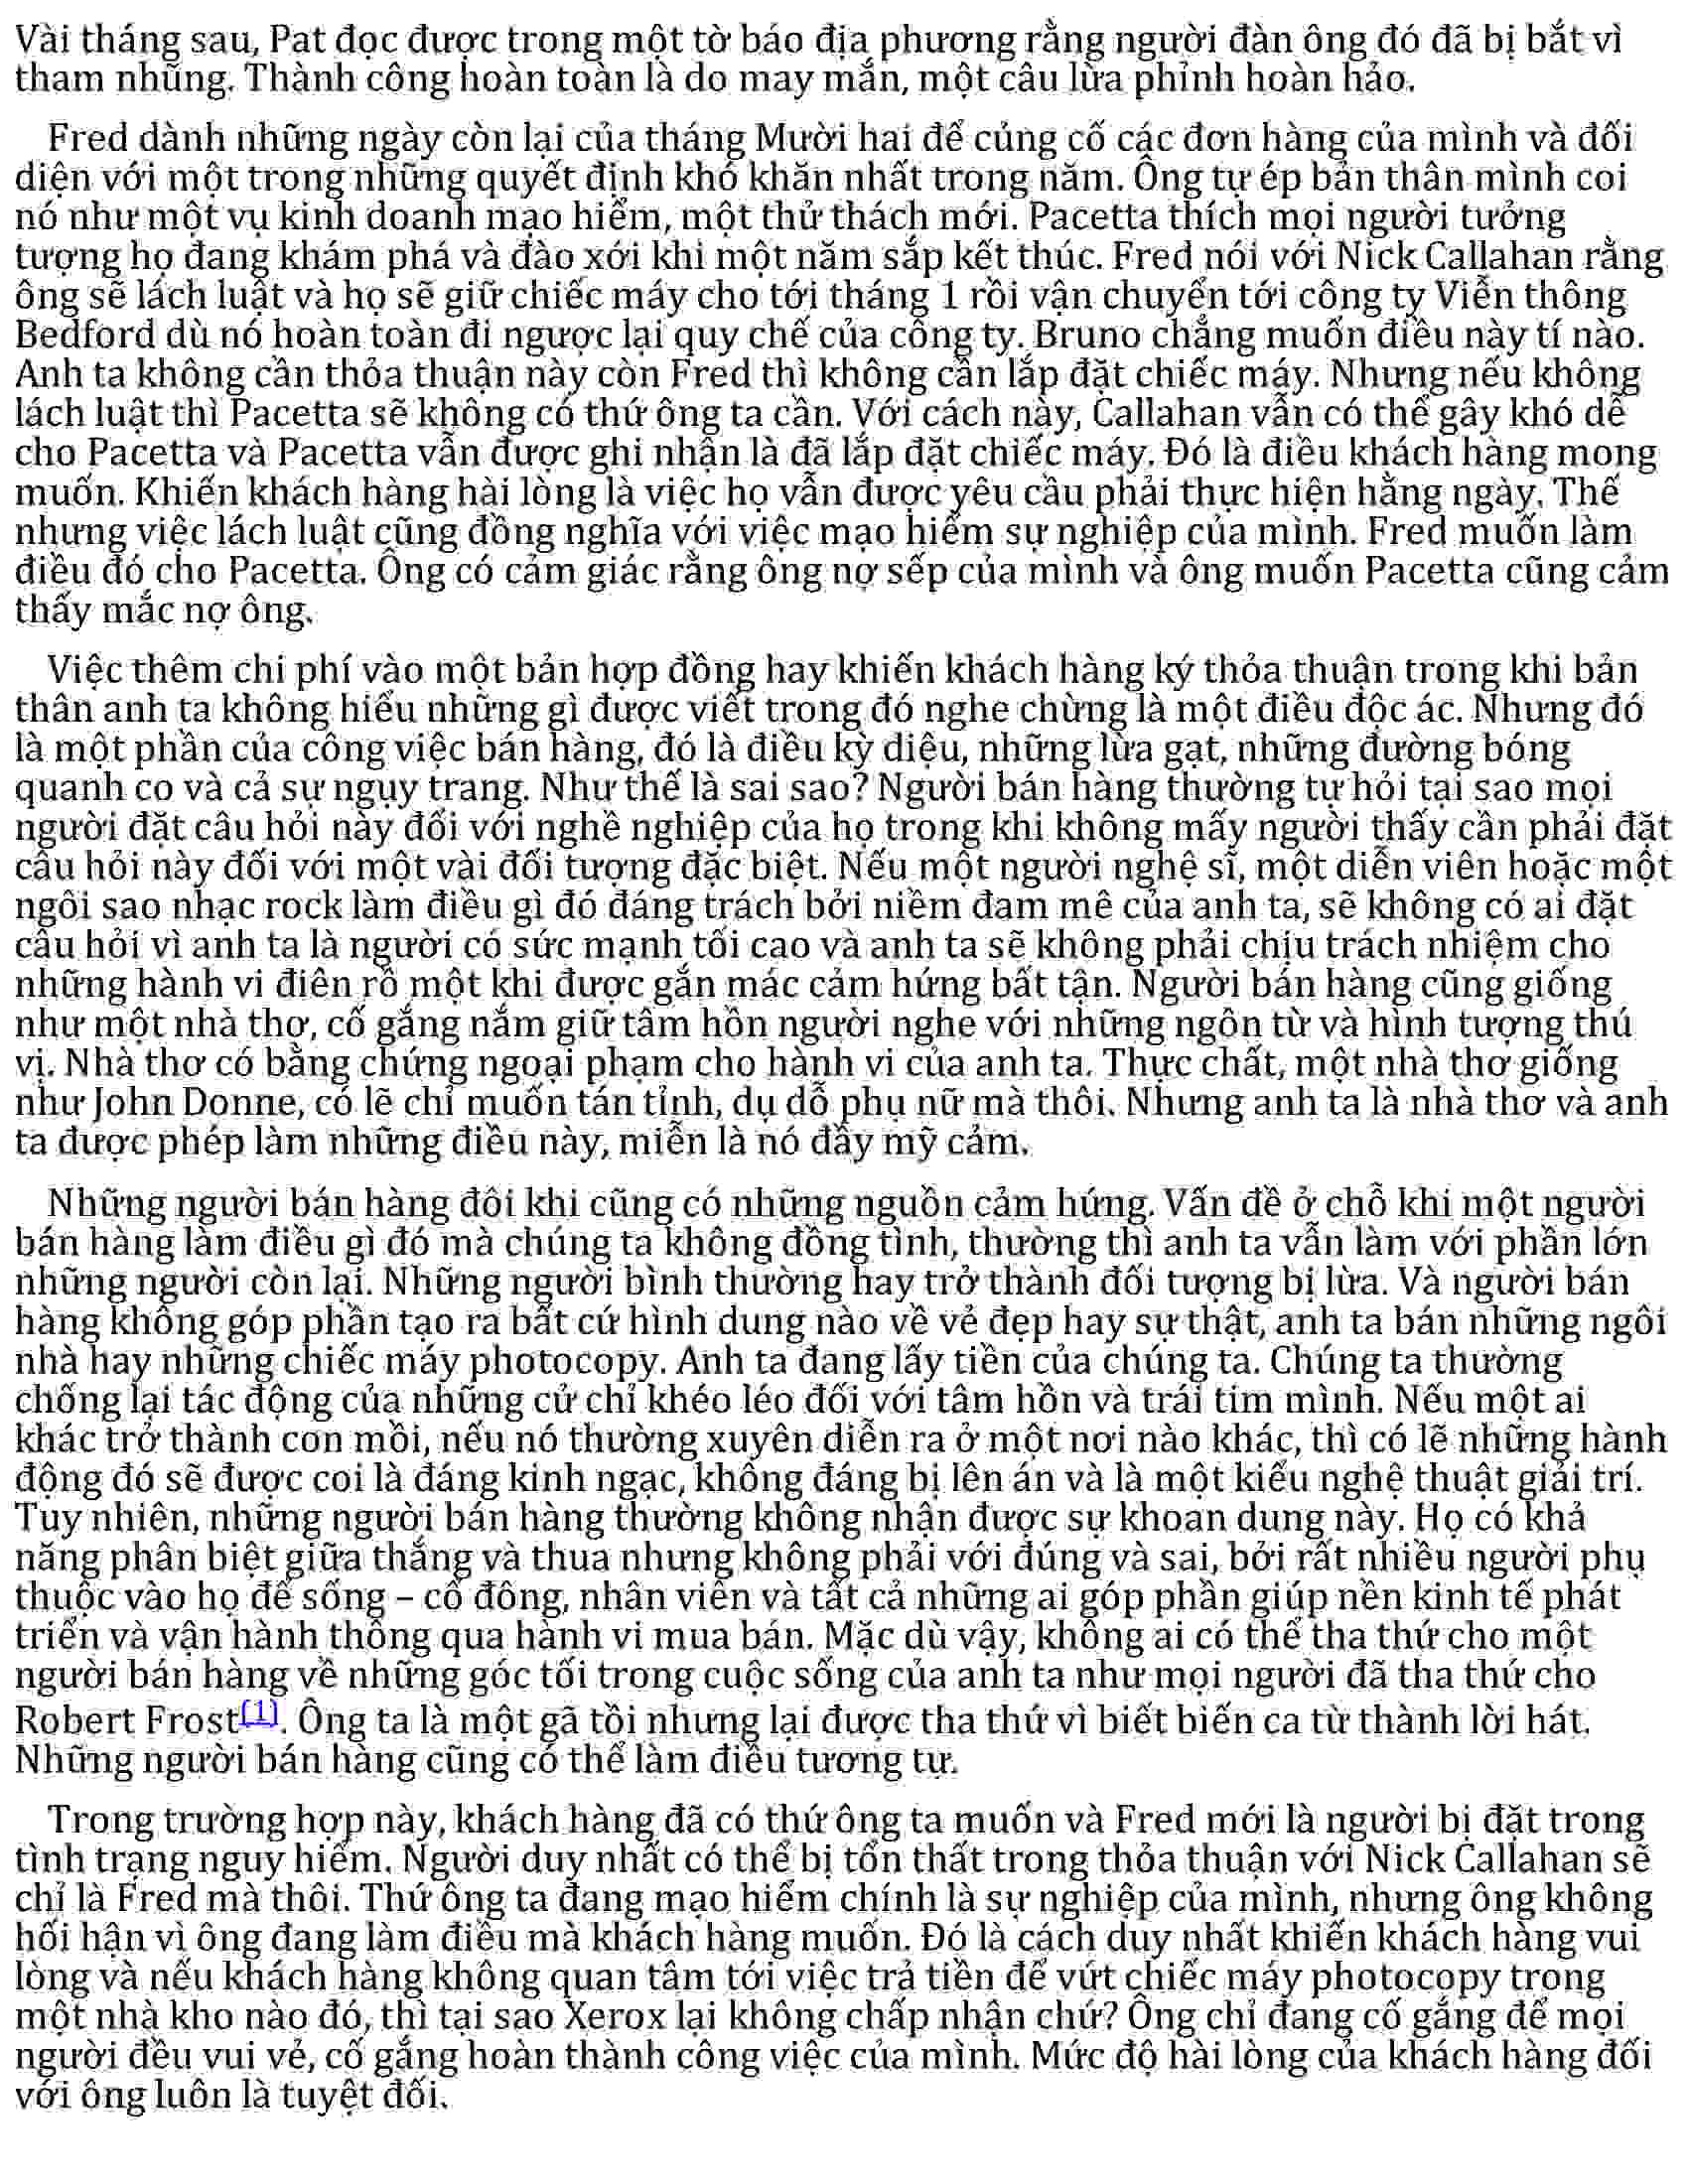 Vài tháng sau, Pat đọc được trong một tờ báo địa phương rằng người đàn ông đó đã bị bắt vì
tham nhũng. Thành công hoàn toàn là do may mắn, một câu lừa phỉnh hoàn hảo.
Fred dành những ngày còn lại của tháng Mười hai để củng cố các đơn hàng của mình và đối
diện với một trong những quyết định khó khăn nhất trong năm. Ông tự ép bản thân mình coi
nó như một vụ kinh doanh mạo hiểm, một thử thách mới. Pacetta thích mọi người tưởng
tượng họ đang khám phá và đào xới khi một năm sắp kết thúc. Fred nói với Nick Callahan rằng
ông sẽ lách luật và họ sẽ giữ chiếc máy cho tới tháng 1 rồi vận chuyển tới công ty Viễn thông
Bedford dù nó hoàn toàn đi ngược lại quy chế của công ty. Bruno chẳng muốn điều này tí nào.
Anh ta không cần thỏa thuận này còn Fred thì không cần lắp đặt chiếc máy. Nhưng nếu không
lách luật thì Pacetta sẽ không có thứ ông ta cần. Với cách này, Callahan vẫn có thể gây khó dễ
cho Pacetta và Pacetta vẫn được ghi nhận là đã lắp đặt chiếc máy. Đó là điều khách hàng mong
muốn. Khiến khách hàng hài lòng là việc họ vẫn được yêu cầu phải thực hiện hằng ngày. Thế
nhưng việc lách luật cũng đồng nghĩa với việc mạo hiểm sự nghiệp của mình. Fred muốn làm
điều đó cho Pacetta. Ông có cảm giác rằng ông nợ sếp của mình và ông muốn Pacetta cũng cảm
thấy mắc nợ ông.
Việc thêm chi phí vào một bản hợp đồng hay khiến khách hàng ký thỏa thuận trong khi bản
thân anh ta không hiểu những gì được viết trong đó nghe chừng là một điều độc ác. Nhưng đó
là một phần của công việc bán hàng, đó là điều kỳ diệu, những lừa gạt, những đường bóng
quanh co và cả sự ngụy trang. Như thế là sai sao? Người bán hàng thường tự hỏi tại sao mọi
người đặt câu hỏi này đối với nghề nghiệp của họ trong khi không mấy người thấy cần phải đặt
câu hỏi này đối với một vài đối tượng đặc biệt. Nếu một người nghệ sĩ, một diễn viên hoặc một
ngôi sao nhạc rock làm điều gì đó đáng trách bởi niềm đam mê của anh ta, sẽ không có ai đặt
câu hỏi vì anh ta là người có sức mạnh tối cao và anh ta sẽ không phải chịu trách nhiệm cho
những hành vi điên rồ một khi được gắn mác cảm hứng bất tận. Người bán hàng cũng giống
như một nhà thơ, cố gắng nắm giữ tâm hồn người nghe với những ngôn từ và hình tượng thú
vị. Nhà thơ có bằng chứng ngoại phạm cho hành vi của anh ta. Thực chất, một nhà thơ giống
như John Donne, có lẽ chỉ muốn tán tỉnh, dụ dỗ phụ nữ mà thôi. Nhưng anh ta là nhà thơ và anh
ta được phép làm những điều này, miễn là nó đầy mỹ cảm.
Những người bán hàng đôi khi cũng có những nguồn cảm hứng. Vấn đề ở chỗ khi một người
bán hàng làm điều gì đó mà chúng ta không đồng tình, thường thì anh ta vẫn làm với phần lớn
những người còn lại. Những người bình thường hay trở thành đối tượng bị lừa. Và người bán
hàng không góp phần tạo ra bất cứ hình dung nào về vẻ đẹp hay sự thật, anh ta bán những ngôi
nhà hay những chiếc máy photocopy. Anh ta đang lấy tiền của chúng ta. Chúng ta thường
chống lại tác động của những cử chỉ khéo léo đối với tâm hồn và trái tim mình. Nếu một ai
khác trở thành con mồi, nếu nó thường xuyên diễn ra ở một nơi nào khác, thì có lẽ những hành
động đó sẽ được coi là đáng kinh ngạc, không đáng bị lên án và là một kiểu nghệ thuật giải trí.
Tuy nhiên, những người bán hàng thường không nhận được sự khoan dung này. Họ có khả
năng phân biệt giữa thắng và thua nhưng không phải với đúng và sai, bởi rất nhiều người phụ
thuộc vào họ để sống – cổ đông, nhân viên và tất cả những ai góp phần giúp nền kinh tế phát
triển và vận hành thông qua hành vi mua bán. Mặc dù vậy, không ai có thể tha thứ cho một
người bán hàng về những góc tối trong cuộc sống của anh ta như mọi người đã tha thứ cho
Robert Frost[1]. Ông ta là một gã tồi nhưng lại được tha thứ vì biết biến ca từ thành lời hát.
Những người bán hàng cũng có thể làm điều tương tự.
Trong trường hợp này, khách hàng đã có thứ ông ta muốn và Fred mới là người bị đặt trong
tình trạng nguy hiểm. Người duy nhất có thể bị tổn thất trong thỏa thuận với Nick Callahan sẽ
chỉ là Fred mà thôi. Thứ ông ta đang mạo hiểm chính là sự nghiệp của mình, nhưng ông không
hối hận vì ông đang làm điều mà khách hàng muốn. Đó là cách duy nhất khiến khách hàng vui
lòng và nếu khách hàng không quan tâm tới việc trả tiền để vứt chiếc máy photocopy trong
một nhà kho nào đó, thì tại sao Xerox lại không chấp nhận chứ? Ông chỉ đang cố gắng để mọi
người đều vui vẻ, cố gắng hoàn thành công việc của mình. Mức độ hài lòng của khách hàng đối
với ông luôn là tuyệt đối.